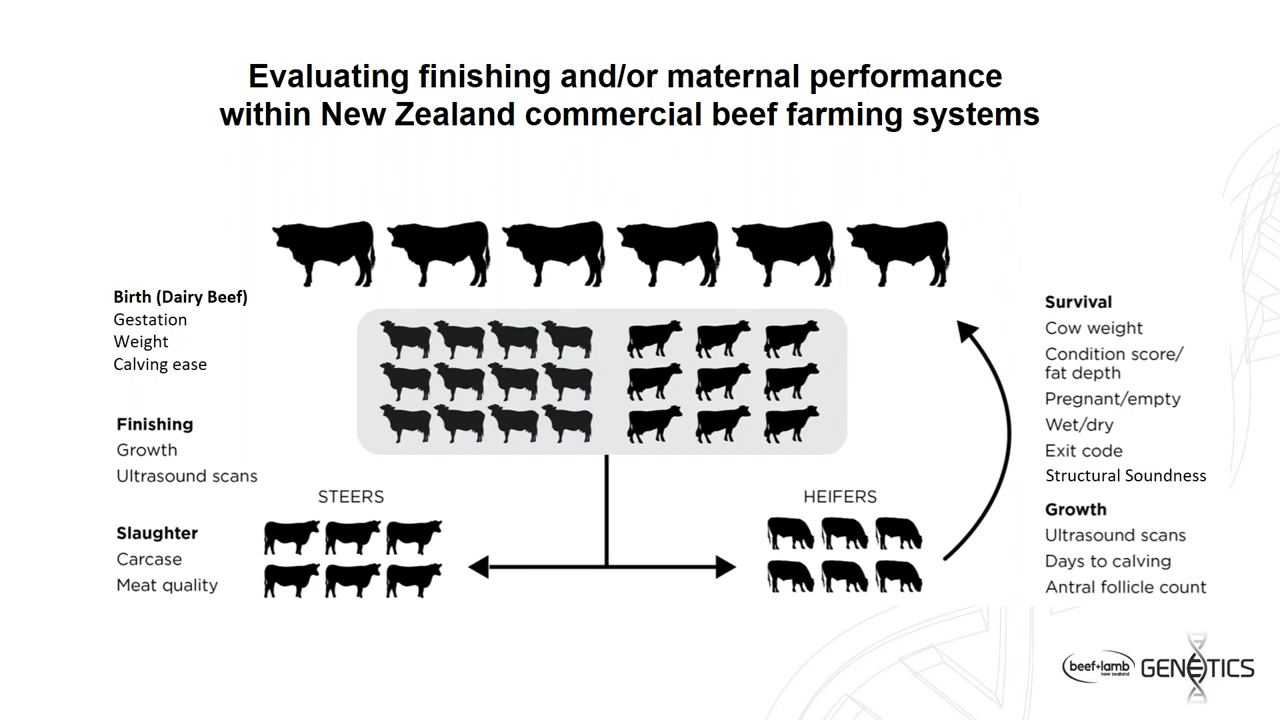 Evaluating finishing and/or maternal performance
within New Zealand commercial beef farming systems
Birth (Dairy Beef)
Gestation
Weight
Calving ease
Finishing
Growth
Ultrasound scans
Slaughter
Carcase
Meat quality
STEERS
HEIFERS
Survival
Cow weight
Condition score/
fat depth
Pregnant/empty
Wet/dry
Exit code
Structural Soundness
Growth
Ultrasound scans
Days to calving
Antral follicle count
beef+lamb
new zealand
GENETICS